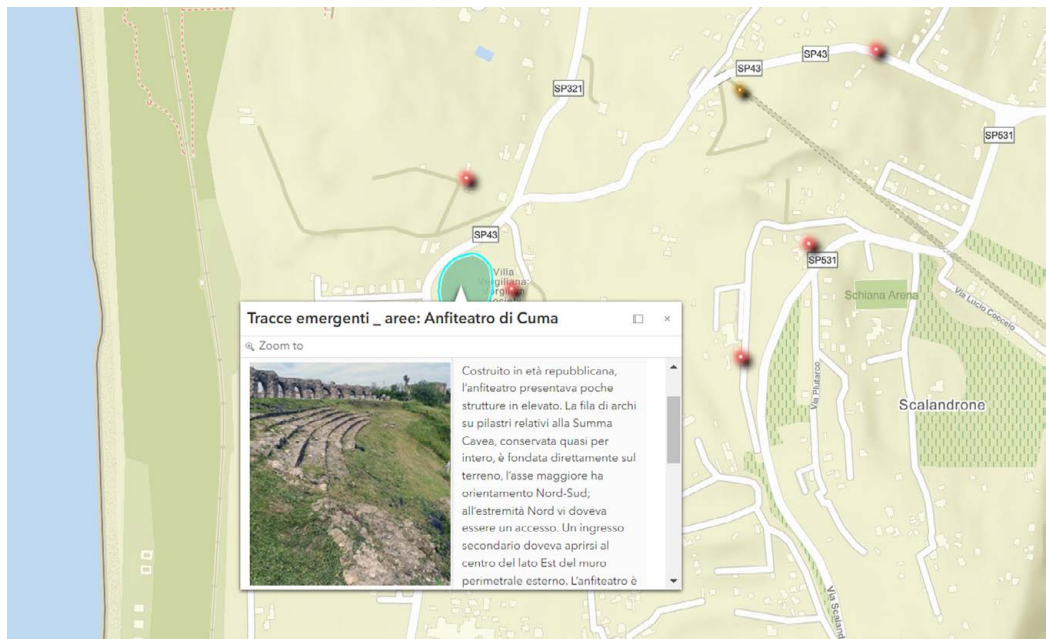 SP43
SP43
SP321
SP531
SP43
Villa
Vergiliana:
Tracce emergenti _ aree: Anfiteatro di Cuma
Zoom to
Costruito in età repubblicana,
l'anfiteatro presentava poche
strutture in elevato. La fila di archi
su pilastri relativi alla Summa
Cavea, conservata quasi per
intero, è fondata direttamente sul
terreno, l'asse maggiore ha
orientamento Nord-Sud;
all'estremità Nord vi doveva
essere un accesso. Un ingresso
secondario doveva aprirsi al
centro del lato Est del muro
perimetrale esterno. L'anfiteatro è
SP531
Schiana Arena
Via Lucio Cocceio
Via Plutarco
Scalandrone
Via Scaland